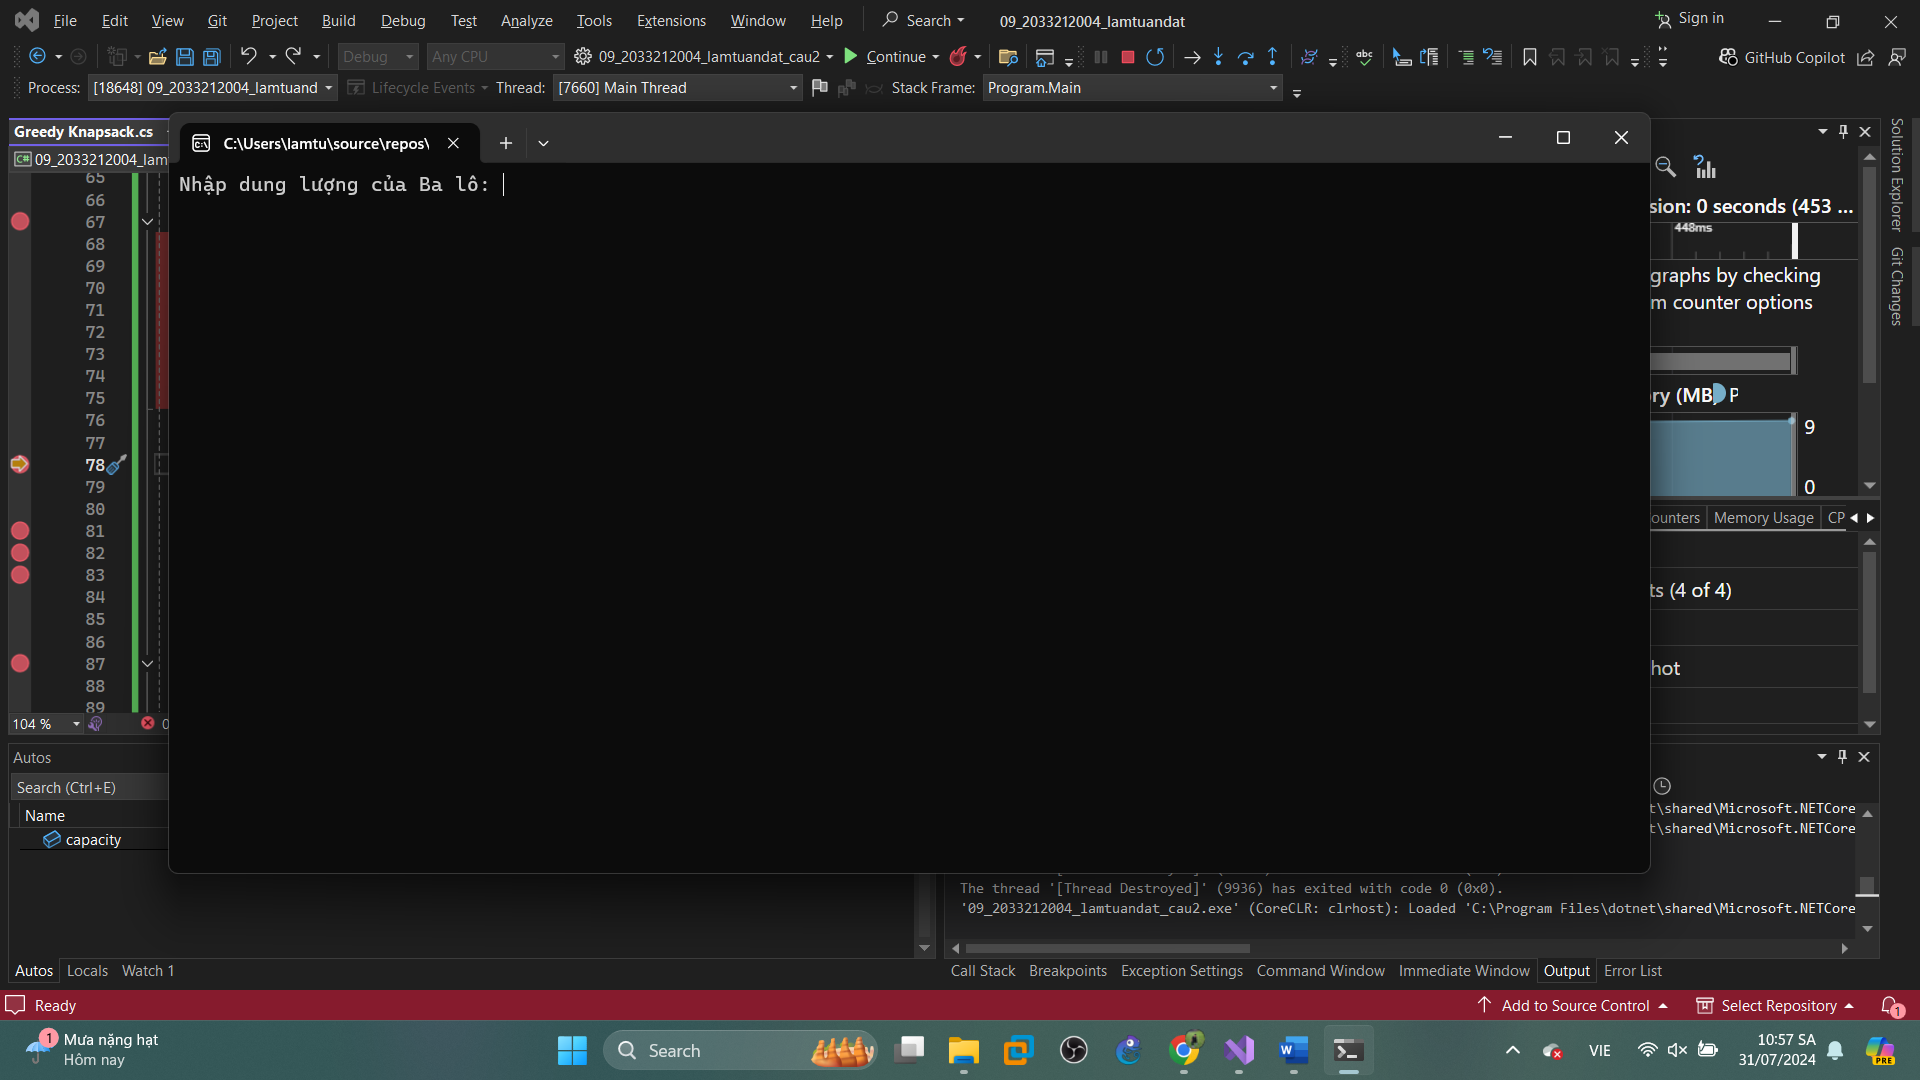 File Edit View Git Project Build Debug Test Analyze Tools Extensions Window Help Search 09_2033212004_lamtuandat Sign in
Debug Any CPU 09_2033212004_lamtuandat_cau2 Continue abc GitHub Copilot
Process: [18648] 09_2033212004_lamtuand Lifecycle Events Thread: [7660] Main Thread Stack Frame: Program.Main
Greedy Knapsack.cs
C:\Users\lamtu\source\repos\
C# 09_2033212004_lam
Nhập dung lượng của Ba lô:
65
66
67
68
69
70
71
72
73
74
75
76
77
78
79
80
81
82
83
84
85
86
87
88
89
104 % 0
sion: 0 seconds (453 ...
448ms
graphs by checking
m counter options
ory (MB) P
9
0
ounters Memory Usage CP
ts (4 of 4)
hot
Solution Explorer
Git Changes
Autos
Search (Ctrl+E)
Name
capacity
t\shared\Microsoft.NETCore
t\shared\Microsoft.NETCore
The thread '[Thread Destroyed]' (9936) has exited with code 0 (0x0).
'09_2033212004_lamtuandat_cau2.exe' (CoreCLR: clrhost): Loaded 'C:\Program Files\dotnet\shared\Microsoft.NETCore
Autos Locals Watch 1
Call Stack Breakpoints Exception Settings Command Window Immediate Window Output Error List
Ready Add to Source Control Select Repository 1
1 Mưa nặng hạt
Hôm nay
Search
VIE
10:57 SA
31/07/2024
PRE